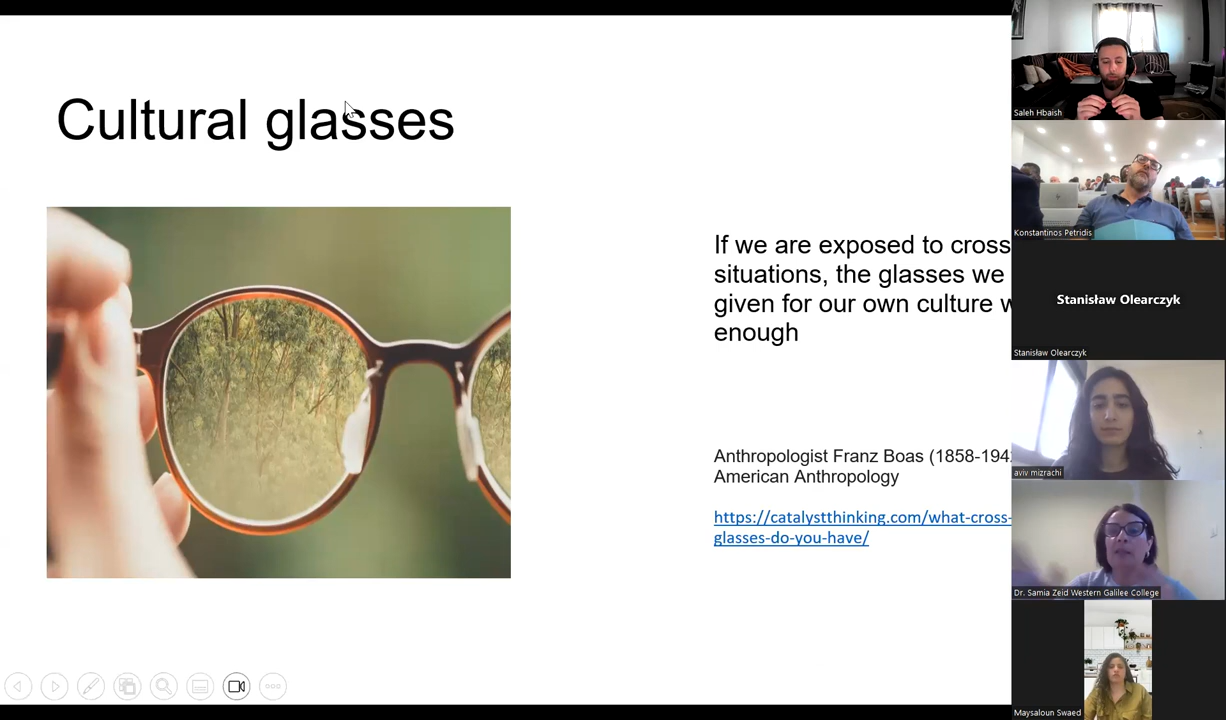 Cultural glasses
If we are exposed to cross
situations, the glasses we
given for our own culture w
enough
Anthropologist Franz Boas (1858-194
American Anthropology
https://catalystthinking.com/what-cross-
glasses-do-you-have/
Saleh Hbaish
Konstantinos Petridis
Stanisław Olearczyk
Stanisław Olearczyk
aviv mizrachi
Dr. Samia Zeid Western Galilee College
Maysaloun Swaed